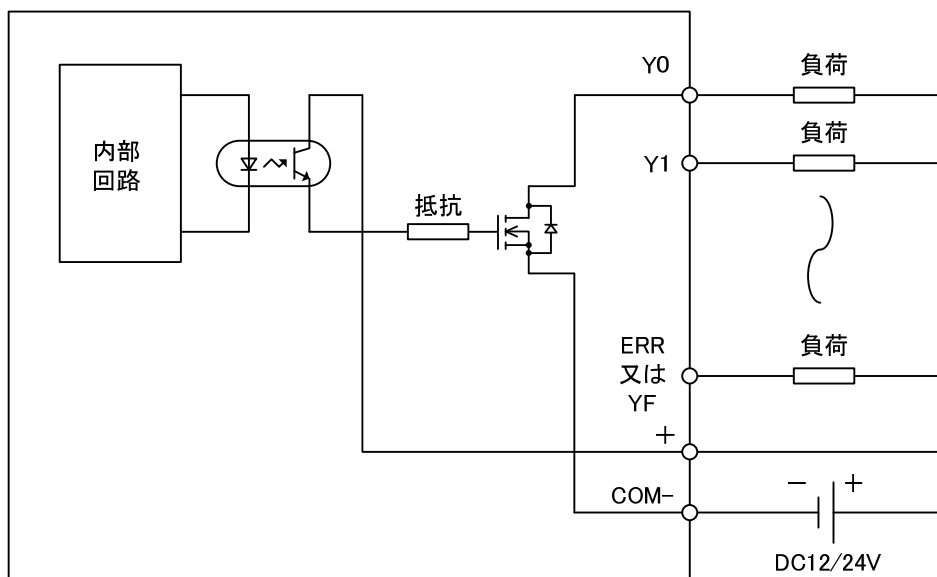 Y0
負荷
負荷
Y1
内部
回路
抵抗
ERR
又は
YF
負荷
+
COM-
- +
DC12/24V